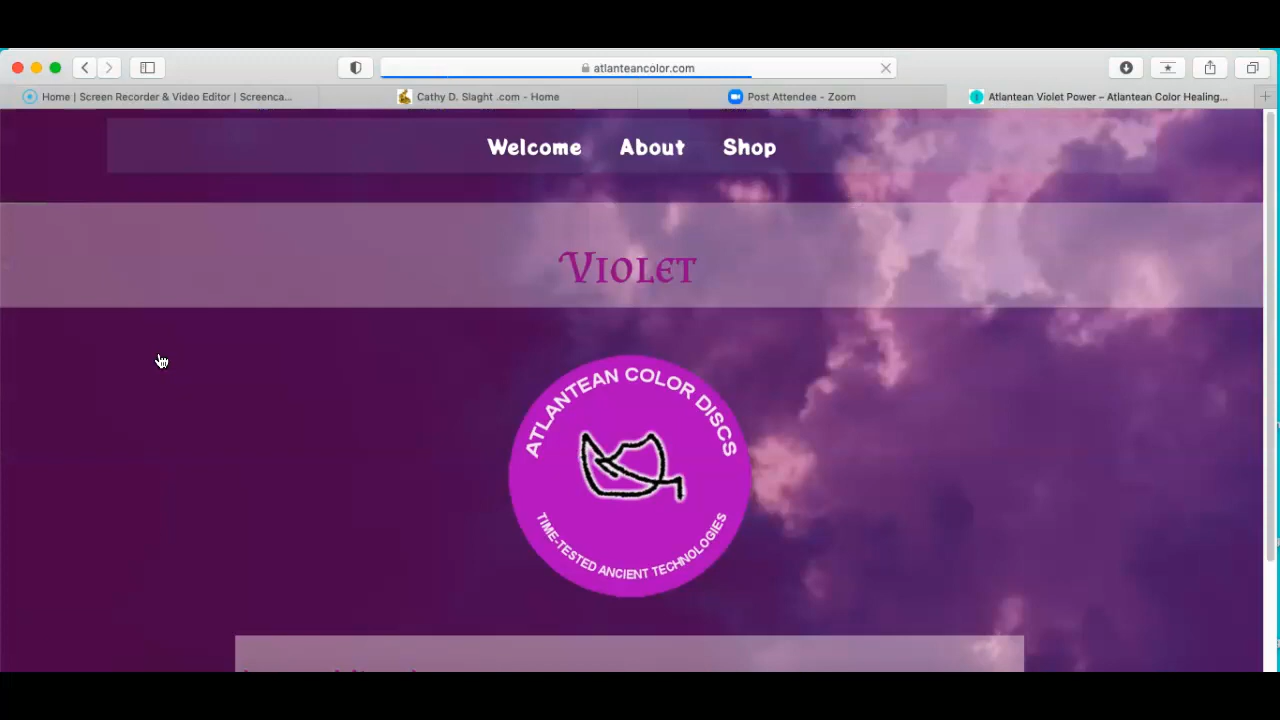 atlanteancolor.com
Home | Screen Recorder & Video Editor | Screenca...
Cathy D. Slaght .com - Home
Post Attendee - Zoom
Atlantean Violet Power – Atlantean Color Healing...
Welcome
About
Shop
Violet
ATLANTEAN COLOR DISCS
TIME-TESTED ANCIENT TECHNOLOGIES